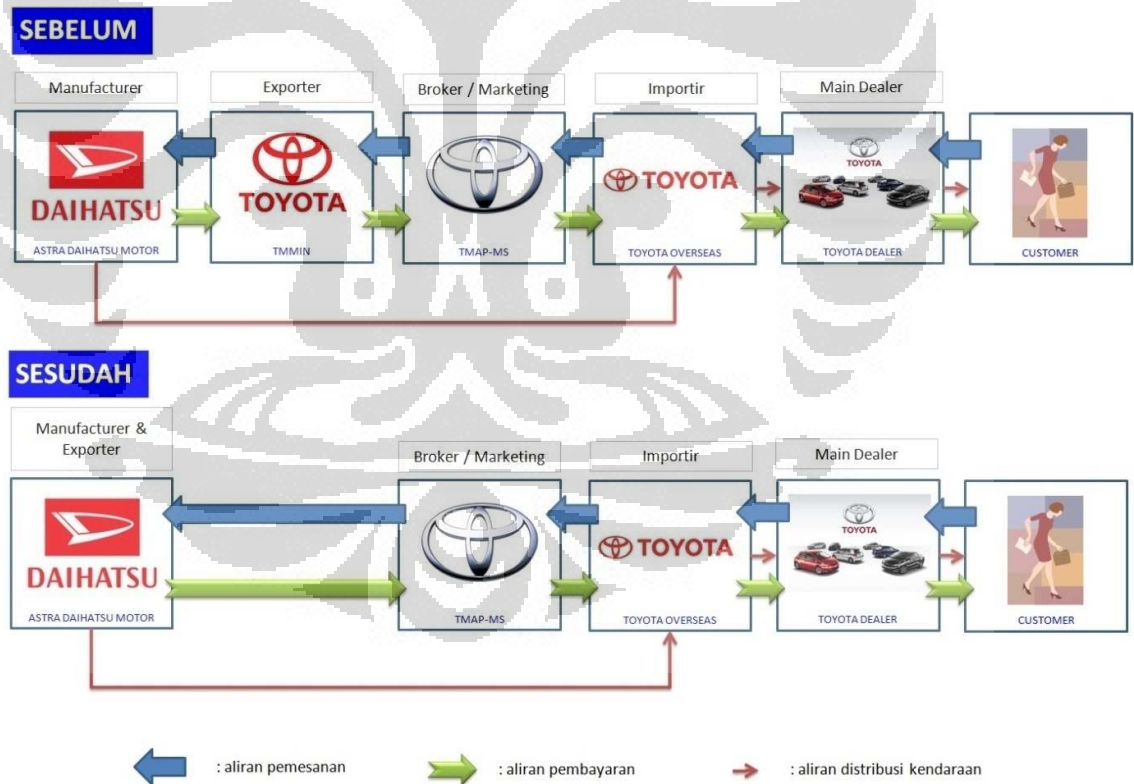 SEBELUM
Manufacturer
Exporter
Broker / Marketing
Importir
Main Dealer
DAIHATSU
TOYOTA
TOYOTA
TOYOTA
ASTRA DAIHATSU MOTOR
TMMIN
TMAP-MS
TOYOTA OVERSEAS
TOYOTA DEALER
CUSTOMER
SESUDAH
Manufacturer &
Exporter
Broker / Marketing
Importir
Main Dealer
DAIHATSU
TOYOTA
TOYOTA
ASTRA DAIHATSU MOTOR
TMAP-MS
TOYOTA OVERSEAS
TOYOTA DEALER
CUSTOMER
: aliran pemesanan
: aliran pembayaran
: aliran distribusi kendaraan